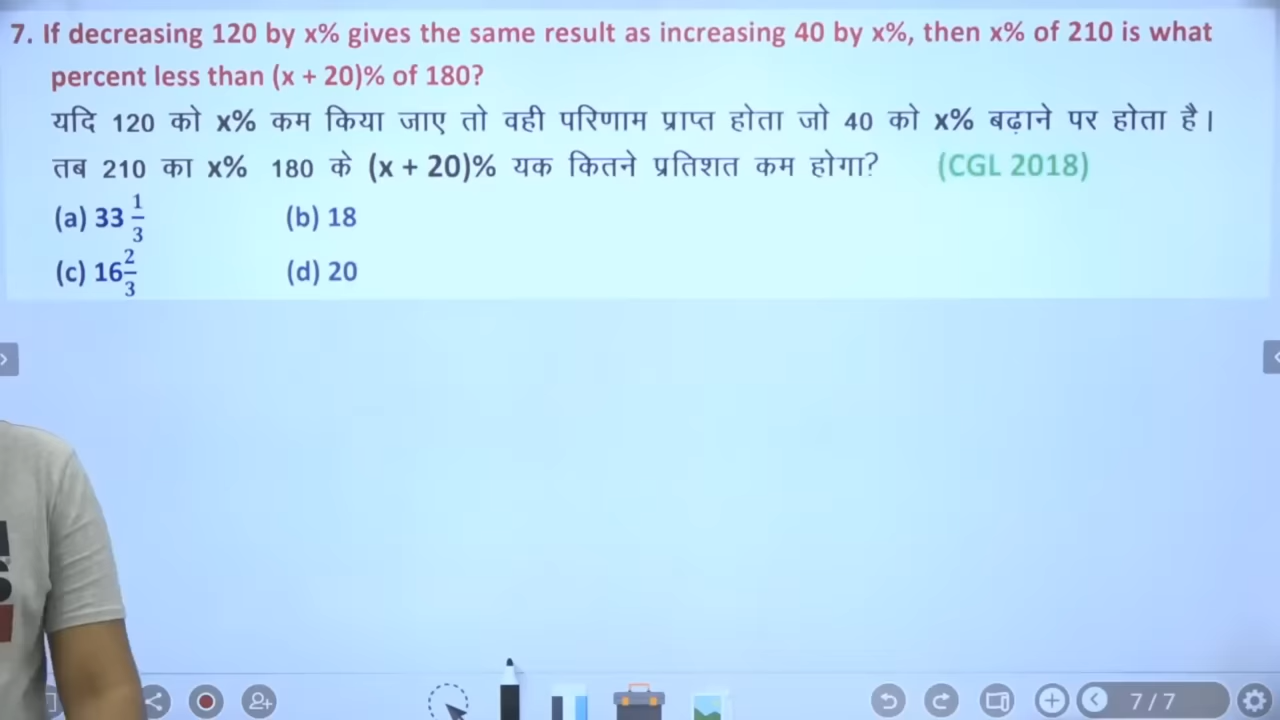 7. If decreasing 120 by x% gives the same result as increasing 40 by x%, then x% of 210 is what
percent less than (x + 20)% of 180?
यदि 120 को x% कम किया जाए तो वही परिणाम प्राप्त होता जो 40 को x% बढ़ाने पर होता है।
तब 210 का x% 180 के (x + 20)% यक कितने प्रतिशत कम होगा? (CGL 2018)
(a) 33 1/3 (b) 18
(c) 16 2/3 (d) 20
7 / 7